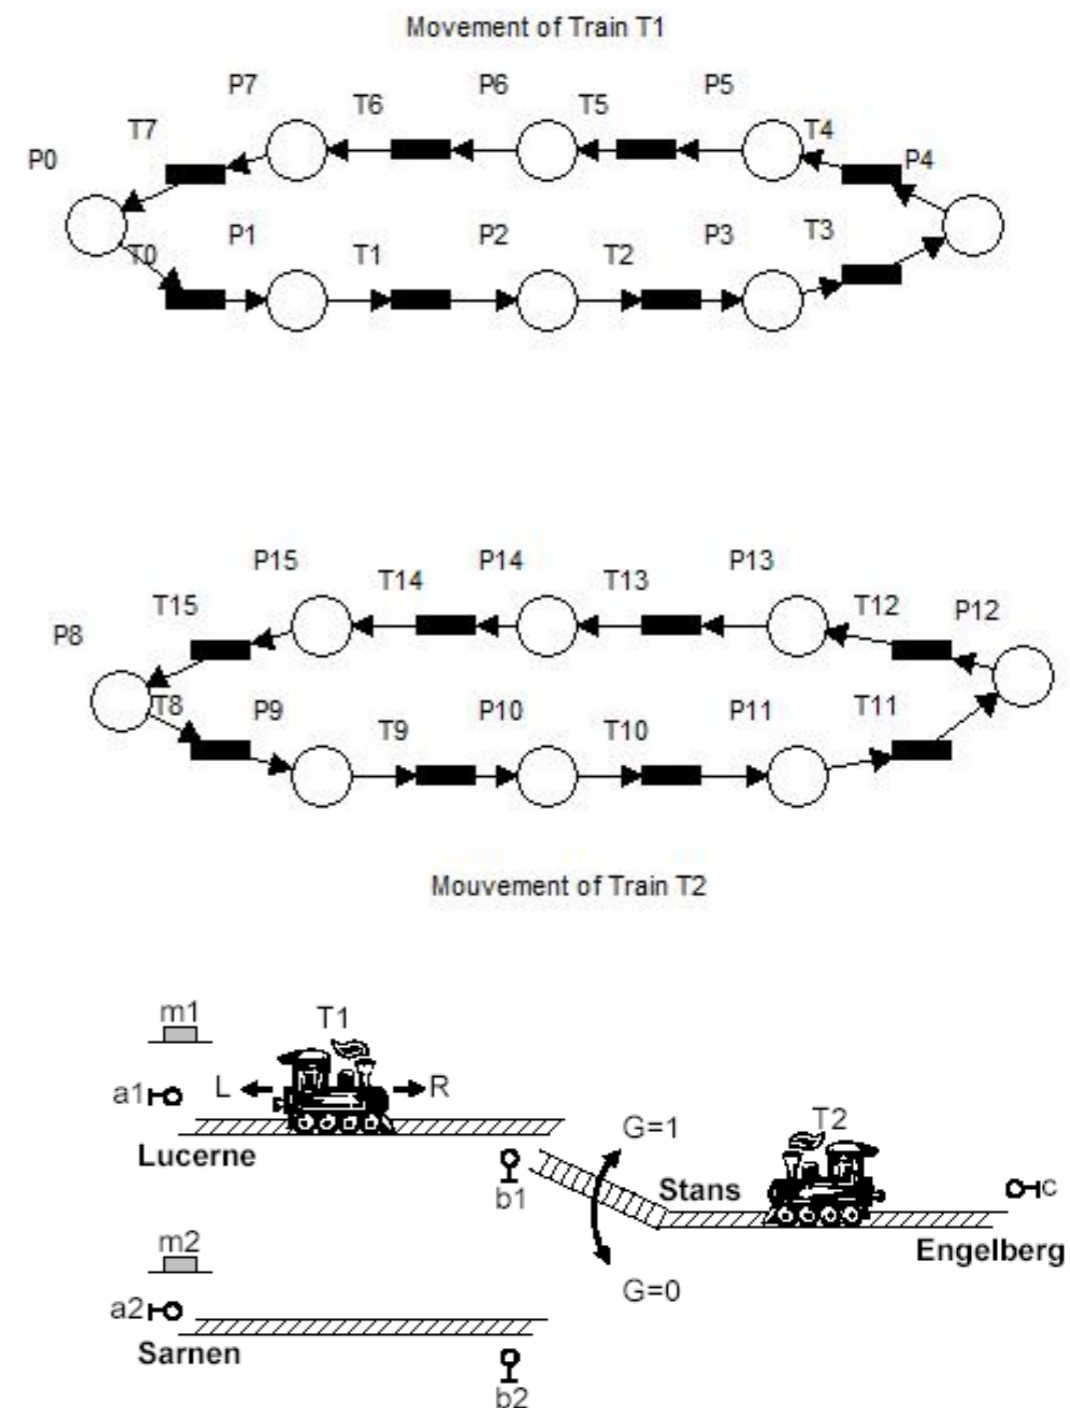 Movement of Train T1
P7 T6 P6 T5 P5
T7 T4
P0 P4
T0 P1 T1 P2 T2 P3 T3
P15 T14 P14 T13 P13
T15 T12 P12
P8
T8 P9 T9 P10 T10 P11 T11
Mouvement of Train T2
m1 T1
a1 L R
Lucerne
G=1 T2
b1 Stans c
Engelberg
m2
G=0
a2
Sarnen
b2